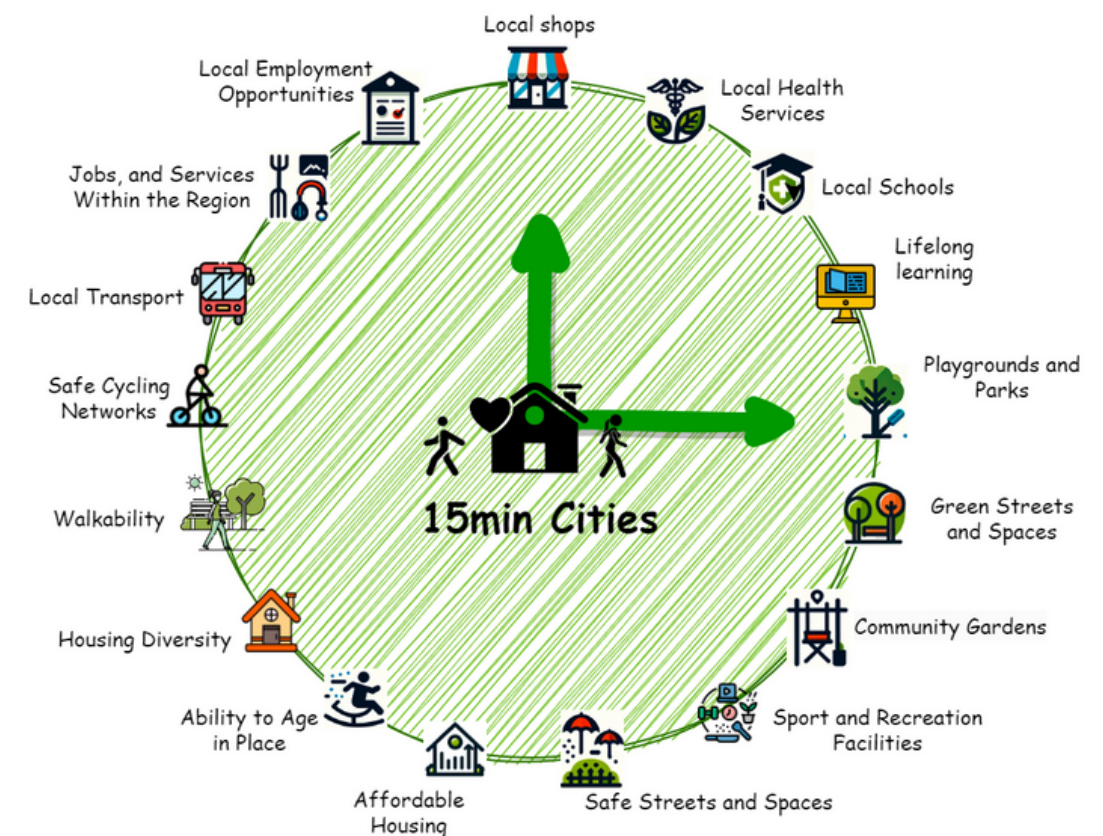 Local shops
Local Health
Services
Local Schools
Lifelong
learning
Playgrounds and
Parks
Green Streets
and Spaces
Community Gardens
Sport and Recreation
Facilities
Safe Streets and Spaces
Affordable
Housing
Ability to Age
in Place
Housing Diversity
Walkability
Safe Cycling
Networks
Local Transport
Jobs, and Services
Within the Region
Local Employment
Opportunities
15min Cities